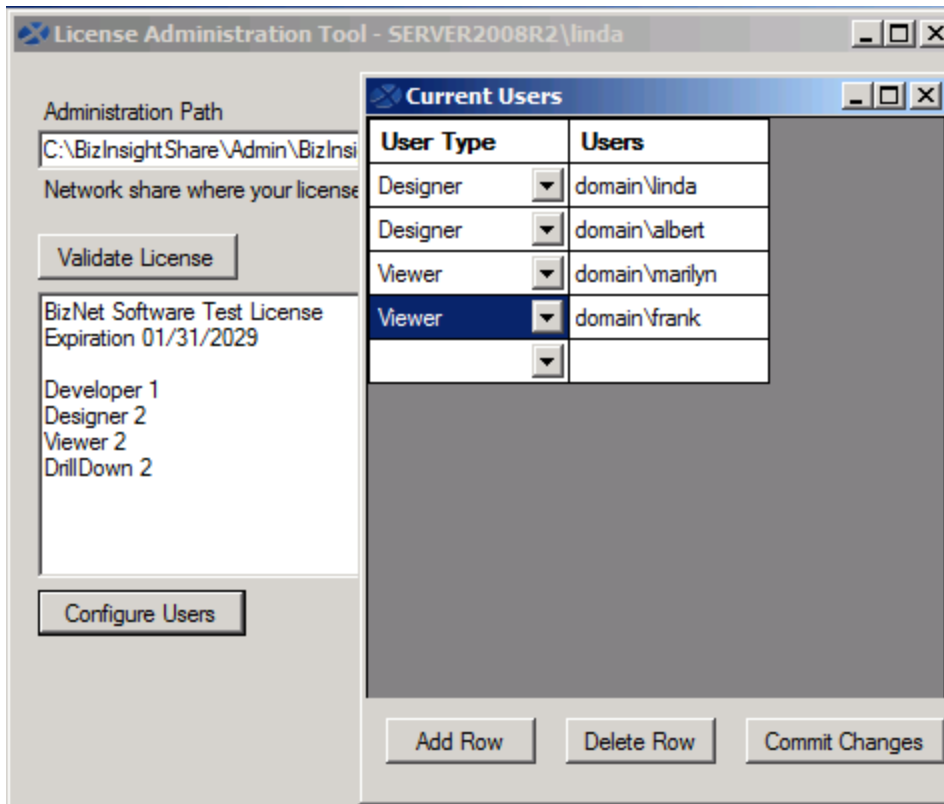 License Administration Tool - SERVER2008R2\linda
Administration Path
C:\BizInsightShare\Admin\BizInsi
Network share where your license
Validate License
BizNet Software Test License
Expiration 01/31/2029
Developer 1
Designer 2
Viewer 2
DrillDown 2
Configure Users
Current Users
User Type Users
Designer domain\linda
Designer domain\albert
Viewer domain\marilyn
Viewer domain\frank
Add Row Delete Row Commit Changes